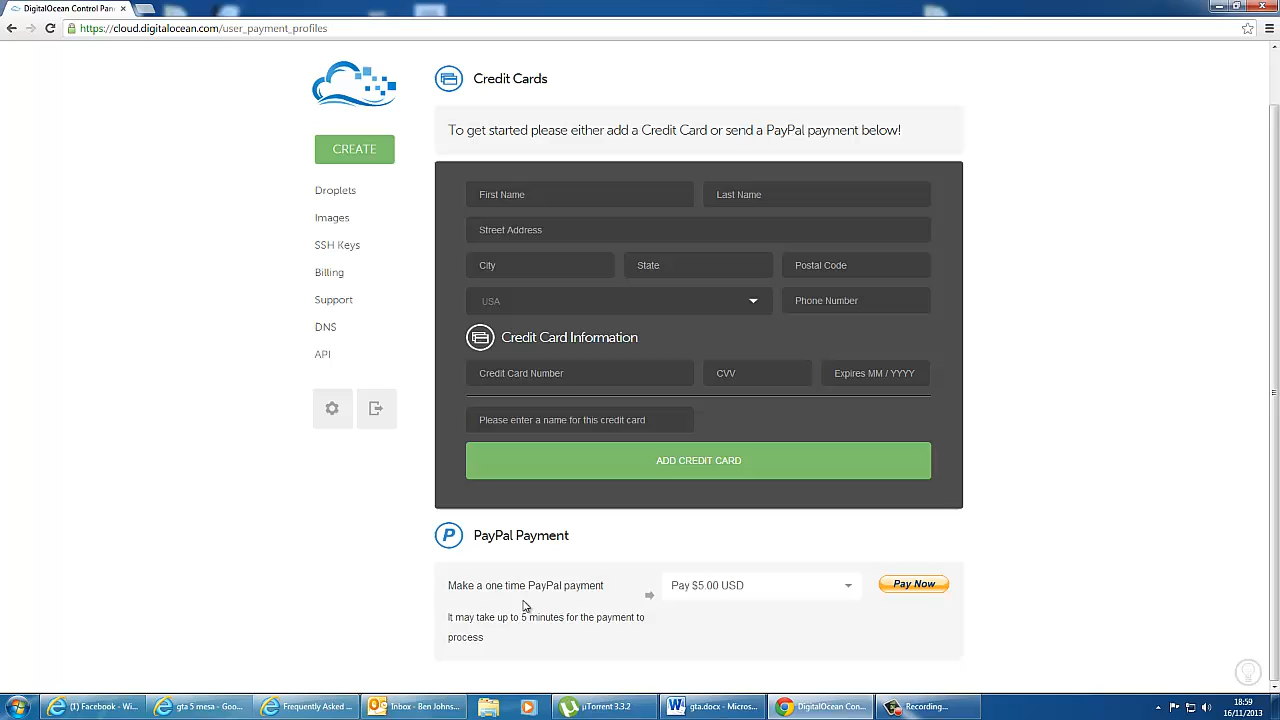 DigitalOcean Control Pan
https://cloud.digitalocean.com/user_payment_profiles
Credit Cards
To get started please either add a Credit Card or send a PayPal payment below!
CREATE
Droplets
Images
SSH Keys
Billing
Support
DNS
API
First Name
Last Name
Street Address
City
State
Postal Code
USA
Phone Number
Credit Card Information
Credit Card Number
CVV
Expires MM / YYYY
Please enter a name for this credit card
ADD CREDIT CARD
P
PayPal Payment
Make a one time PayPal payment
Pay $5.00 USD
Pay Now
It may take up to 5 minutes for the payment to
process
(1) Facebook - Wi...
gta 5 mesa - Goo...
Frequently Asked ...
Inbox - Ben Johns...
µTorrent 3.3.2
gta.docx - Micros...
DigitalOcean Con...
Recording...
18:59
16/11/2013